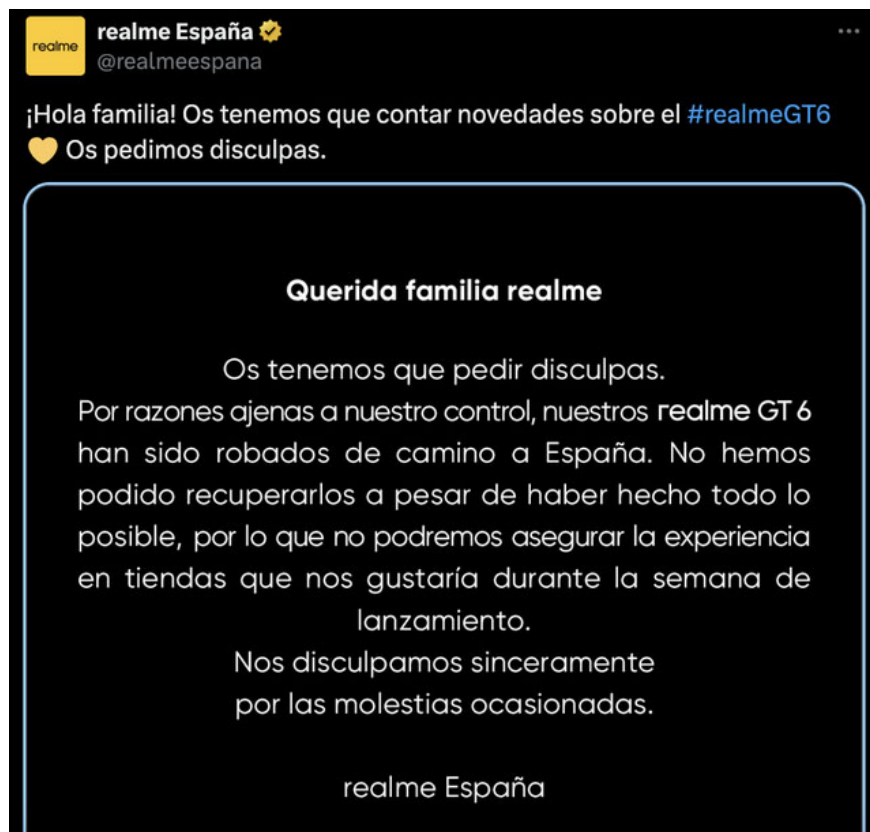 realme
realme España
@realmeespana
¡Hola familia! Os tenemos que contar novedades sobre el #realmeGT6
Os pedimos disculpas.
Querida familia realme
Os tenemos que pedir disculpas.
Por razones ajenas a nuestro control, nuestros realme GT 6
han sido robados de camino a España. No hemos
podido recuperarlos a pesar de haber hecho todo lo
posible, por lo que no podremos asegurar la experiencia
en tiendas que nos gustaría durante la semana de
lanzamiento.
Nos disculpamos sinceramente
por las molestias ocasionadas.
realme España